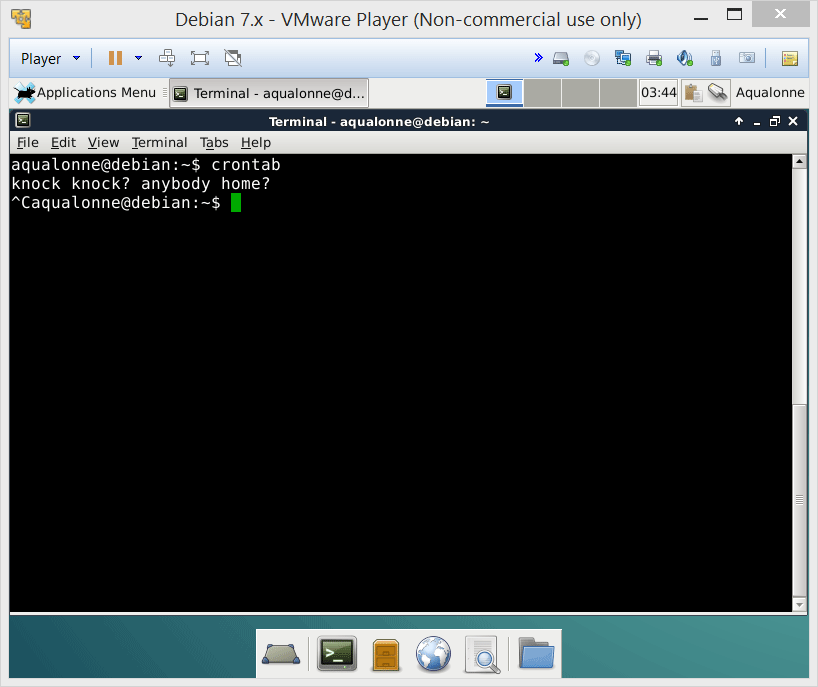 Debian 7.x - VMware Player (Non-commercial use only)
Player
Applications Menu
Terminal - aqualonne@d...
03:44
Aqualonne
Terminal - aqualonne@debian: ~
File Edit View Terminal Tabs Help
aqualonne@debian:~$ crontab
knock knock? anybody home?
^Caqualonne@debian:~$